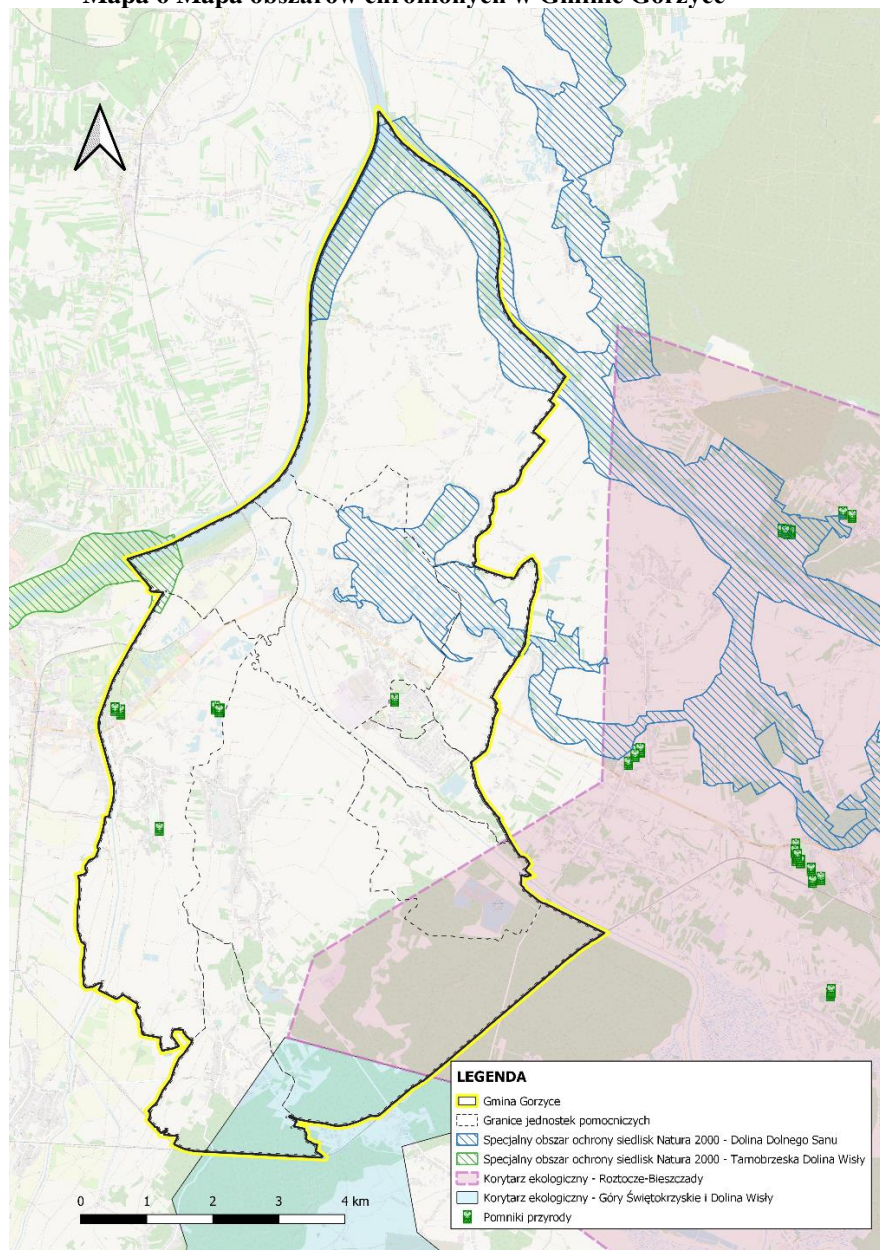 Mapa 6 Mapa obszarów chronionych w Gminie Gorzyce
LEGENDA
Gmina Gorzyce
Granice jednostek pomocniczych
Specjalny obszar ochrony siedlisk Natura 2000 - Dolina Dolnego Sanu
Specjalny obszar ochrony siedlisk Natura 2000 - Tarnobrzeska Dolina Wisły
Korytarz ekologiczny - Roztocze-Bieszczady
Korytarz ekologiczny - Góry Świętokrzyskie i Dolina Wisły
Pomniki przyrody
0 1 2 3 4 km